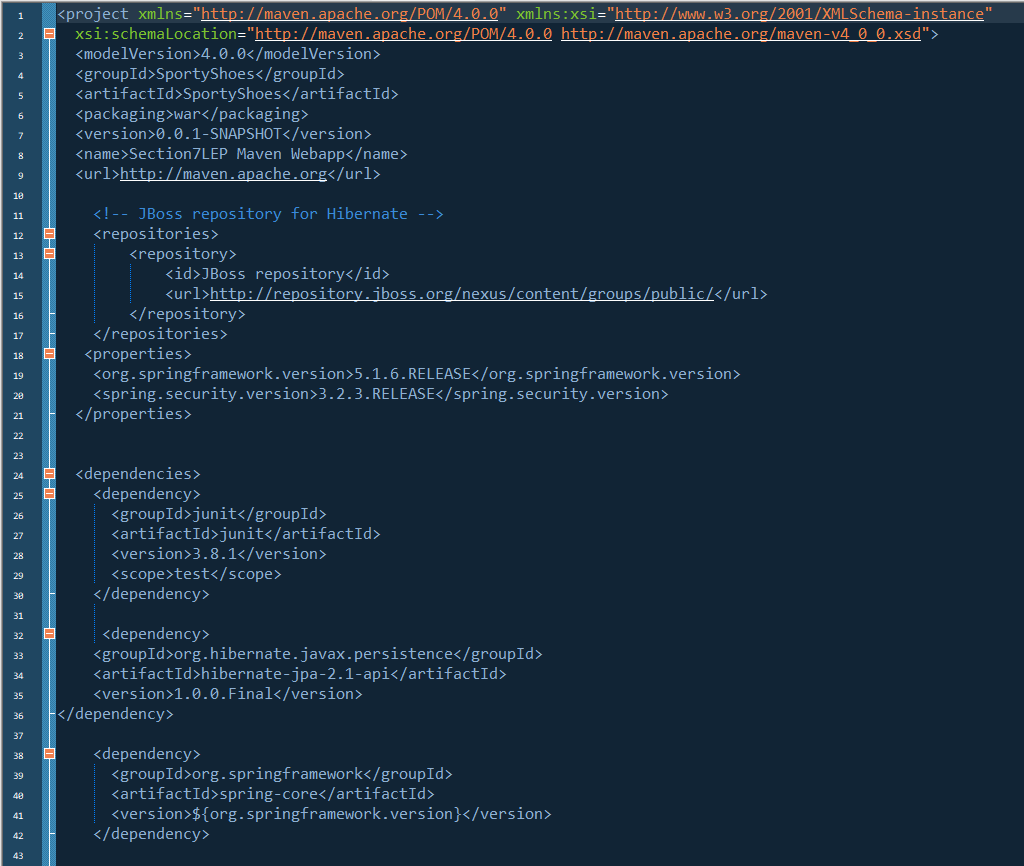 1 <project xmlns="http://maven.apache.org/POM/4.0.0" xmlns:xsi="http://www.w3.org/2001/XMLSchema-instance"
2   xsi:schemaLocation="http://maven.apache.org/POM/4.0.0 http://maven.apache.org/maven-v4_0_0.xsd">
3   <modelVersion>4.0.0</modelVersion>
4   <groupId>SportyShoes</groupId>
5   <artifactId>SportyShoes</artifactId>
6   <packaging>war</packaging>
7   <version>0.0.1-SNAPSHOT</version>
8   <name>Section7LEP Maven Webapp</name>
9   <url>http://maven.apache.org</url>
10
11     <!-- JBoss repository for Hibernate -->
12     <repositories>
13         <repository>
14             <id>JBoss repository</id>
15             <url>http://repository.jboss.org/nexus/content/groups/public/</url>
16         </repository>
17     </repositories>
18    <properties>
19     <org.springframework.version>5.1.6.RELEASE</org.springframework.version>
20     <spring.security.version>3.2.3.RELEASE</spring.security.version>
21   </properties>
22
23
24   <dependencies>
25     <dependency>
26       <groupId>junit</groupId>
27       <artifactId>junit</artifactId>
28       <version>3.8.1</version>
29       <scope>test</scope>
30     </dependency>
31
32      <dependency>
33     <groupId>org.hibernate.javax.persistence</groupId>
34     <artifactId>hibernate-jpa-2.1-api</artifactId>
35     <version>1.0.0.Final</version>
36 </dependency>
37
38     <dependency>
39       <groupId>org.springframework</groupId>
40       <artifactId>spring-core</artifactId>
41       <version>${org.springframework.version}</version>
42     </dependency>
43